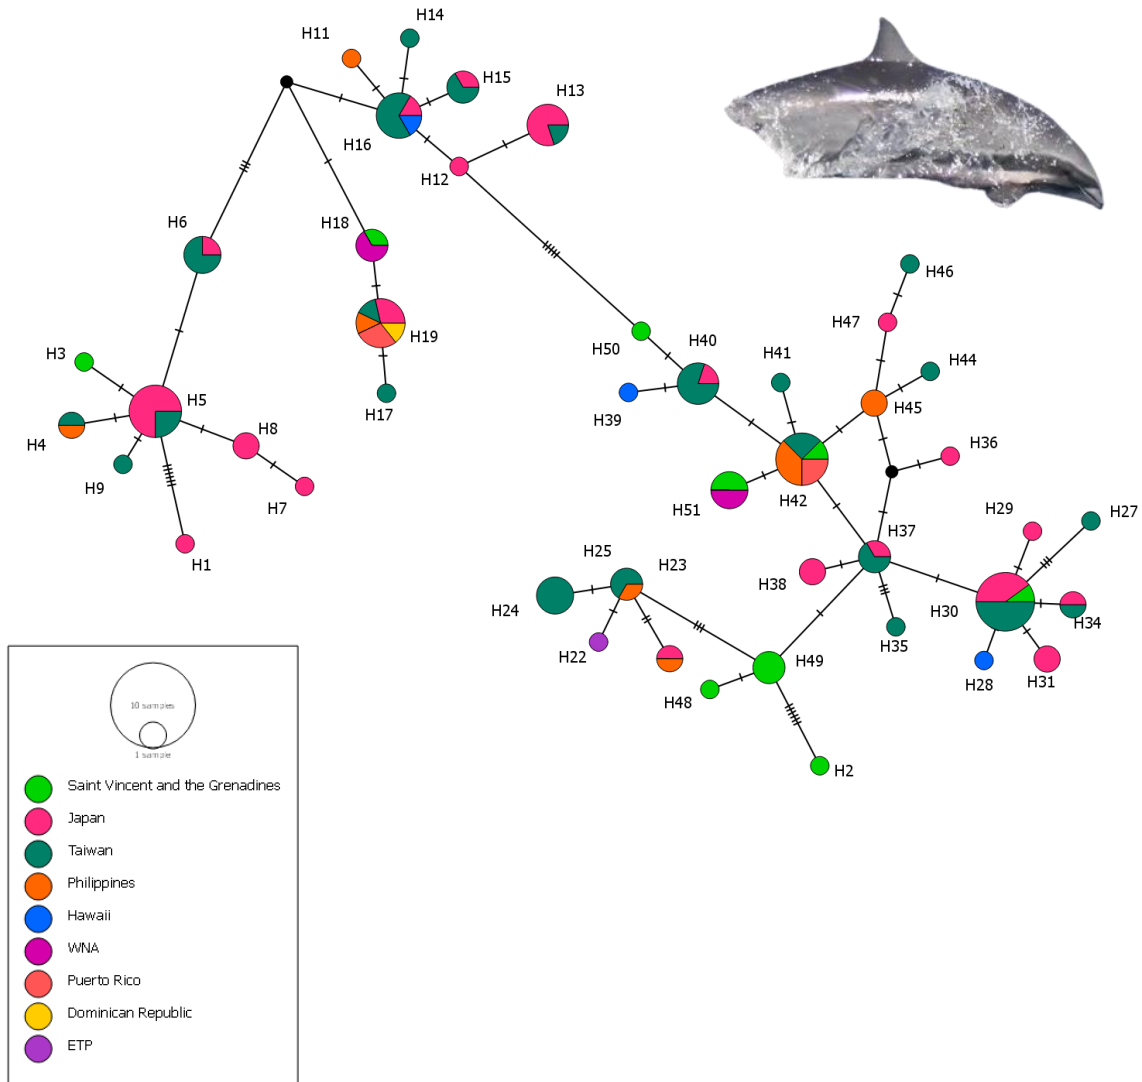 H14
H11
H15
H13
H16
H12
H6
H18
H46
H47
H19
H50
H40
H41
H44
H3
H5
H45
H39
H17
H4
H8
H36
H9
H42
H51
H7
H37
H29
H27
H25
H23
H1
H38
H24
H30
H34
H35
H22
H49
H28
H31
H48
H2
10 samples
1 sample
Saint Vincent and the Grenadines
Japan
Taiwan
Philippines
Hawaii
WNA
Puerto Rico
Dominican Republic
ETP